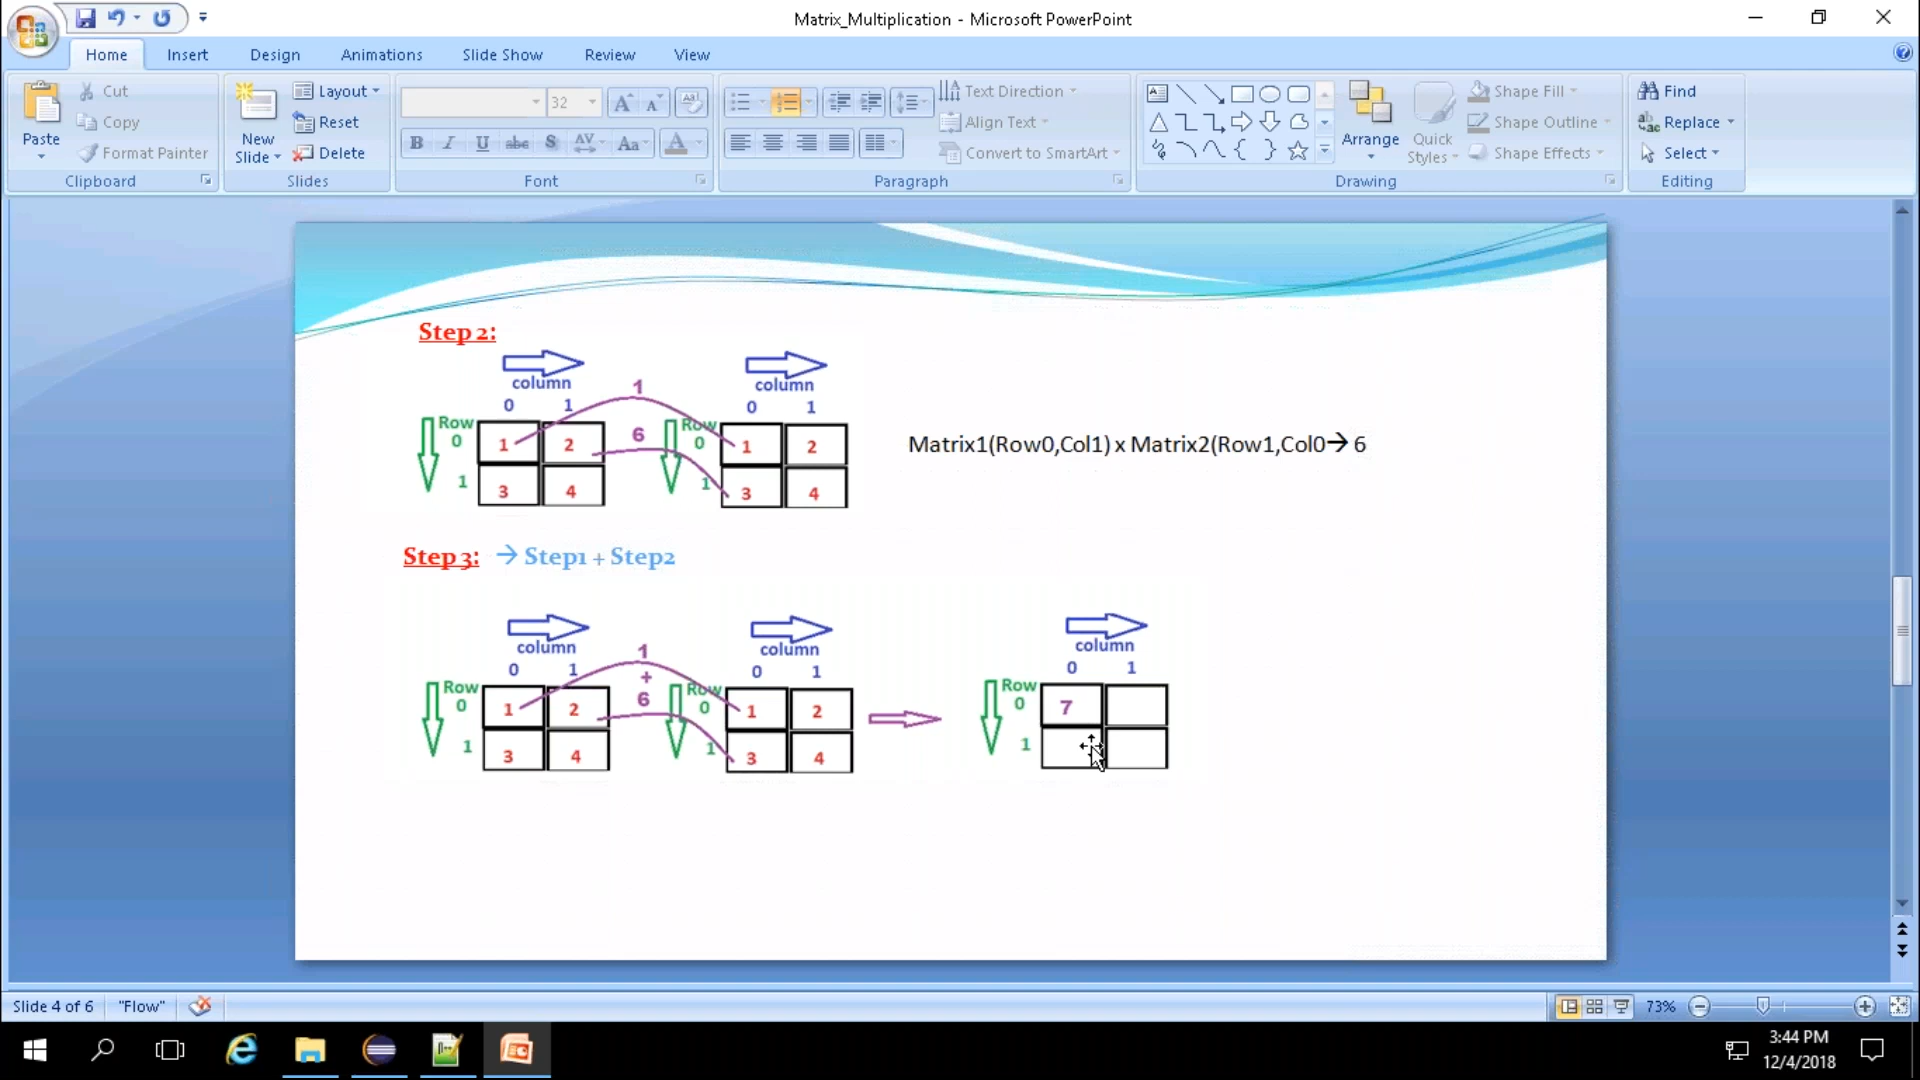 Matrix_Multiplication - Microsoft PowerPoint
Home Insert Design Animations Slide Show Review View
Paste
Cut
Copy
Format Painter
Clipboard
New Slide
Layout
Reset
Delete
Slides
32
B I U abe S AV Aa A
Font
Text Direction
Align Text
Convert to SmartArt
Paragraph
Arrange
Quick Styles
Shape Fill
Shape Outline
Shape Effects
Drawing
Find
Replace
Select
Editing
Step 2:
column
0 1
Row
0 1 2
1 3 4
1
6
column
0 1
Row
0 1 2
1 3 4
Matrix1(Row0,Col1) x Matrix2(Row1,Col0→ 6
Step 3: → Step1 + Step2
column
0 1
Row
0 1 2
1 3 4
1
+
6
column
0 1
Row
0 1 2
1 3 4
column
0 1
Row
0 7
1
Slide 4 of 6 "Flow" 73%
3:44 PM
12/4/2018